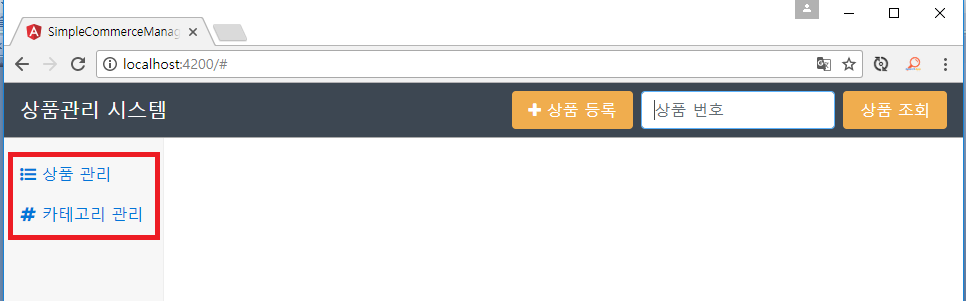 SimpleCommerceManag
localhost:4200/#
상품관리 시스템
상품 등록
상품 번호
상품 조회
상품 관리
# 카테고리 관리